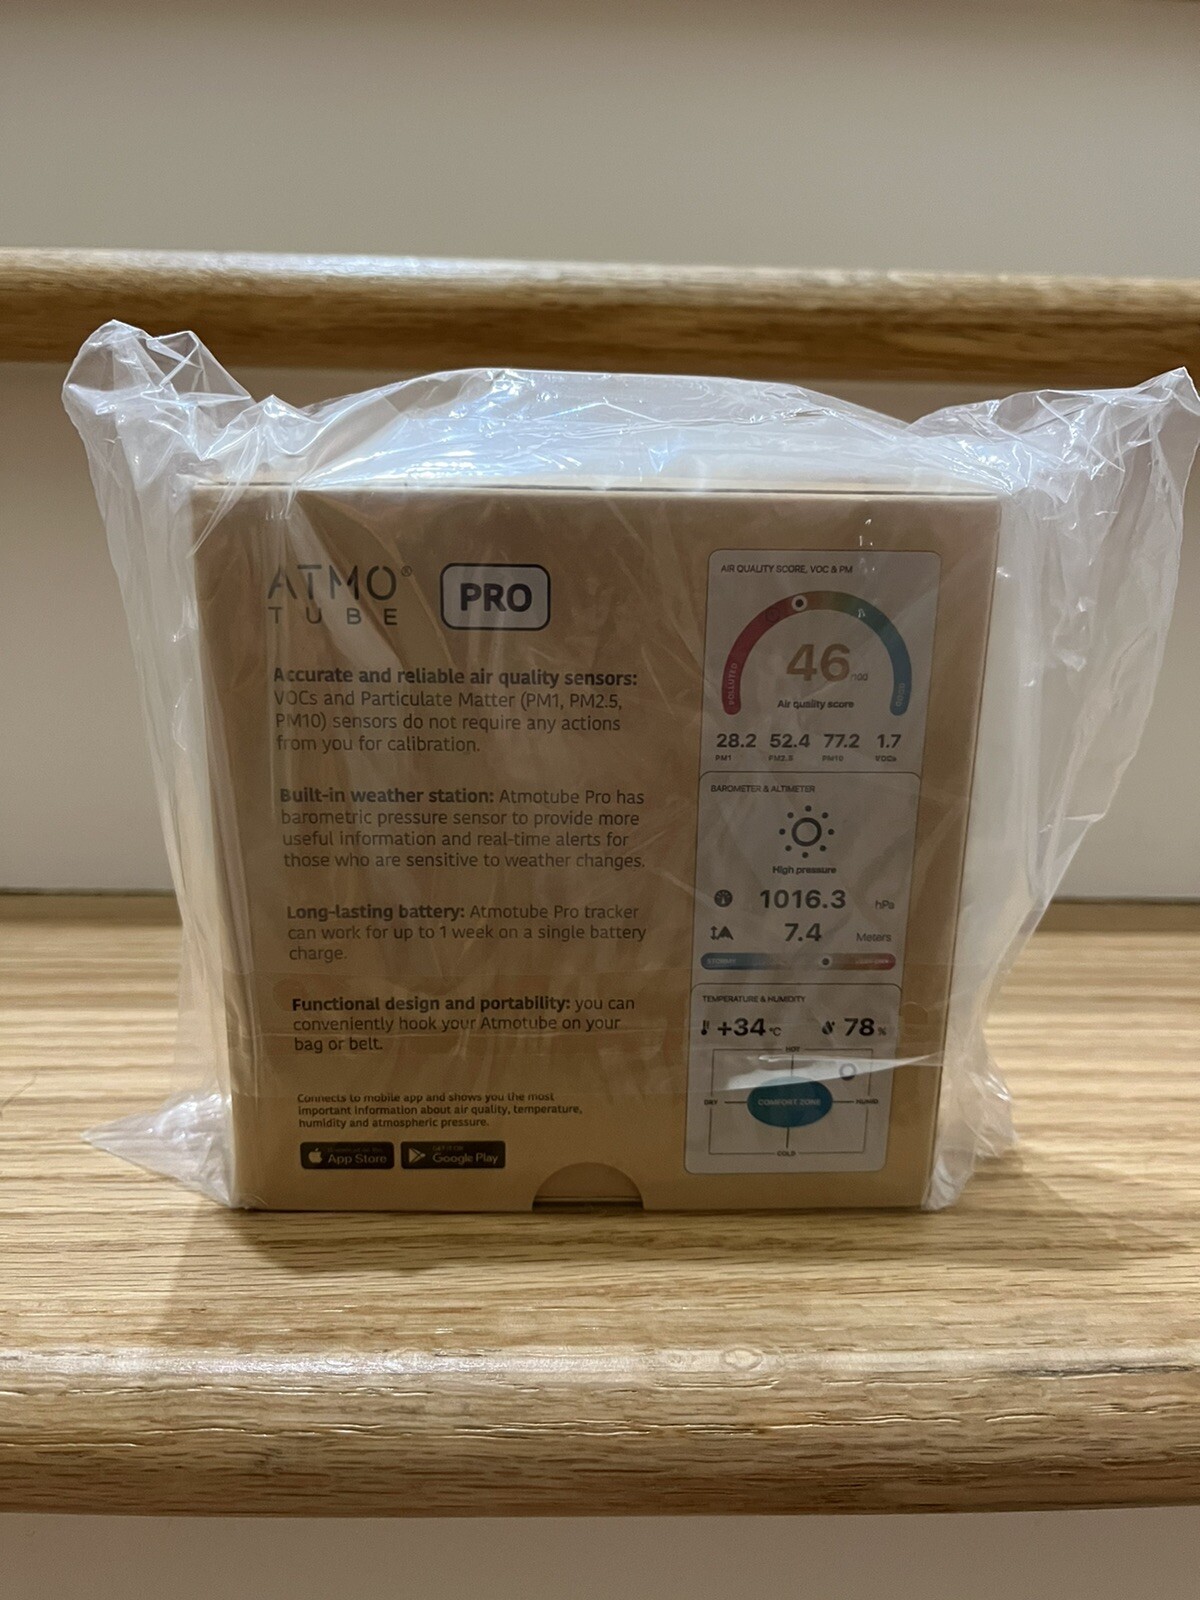 ATMO®
TUBE
PRO
Accurate and reliable air quality sensors:
VOCs and Particulate Matter (PM1, PM2.5,
PM10) sensors do not require any actions
from you for calibration.
Built-in weather station: Atmotube Pro has
barometric pressure sensor to provide more
useful information and real-time alerts for
those who are sensitive to weather changes.
Long-lasting battery: Atmotube Pro tracker
can work for up to 1 week on a single battery
charge.
Functional design and portability: you can
conveniently hook your Atmotube on your
bag or belt.
Connects to mobile app and shows you the most
important information about air quality, temperature,
humidity and atmospheric pressure.
App Store
GET IT ON
Google Play
AIR QUALITY SCORE, VOC & PM
POLLUTED
GOOD
46
Air quality score
28.2 52.4 77.2 1.7
PM1 PM2.5 PM10 VOCs
BAROMETER & ALTIMETER
High pressure
1016.3 hPa
7.4 Meters
STORMY
TEMPERATURE & HUMIDITY
+34°C 78%
HOT
DRY COMFORT ZONE HUMID
COLD